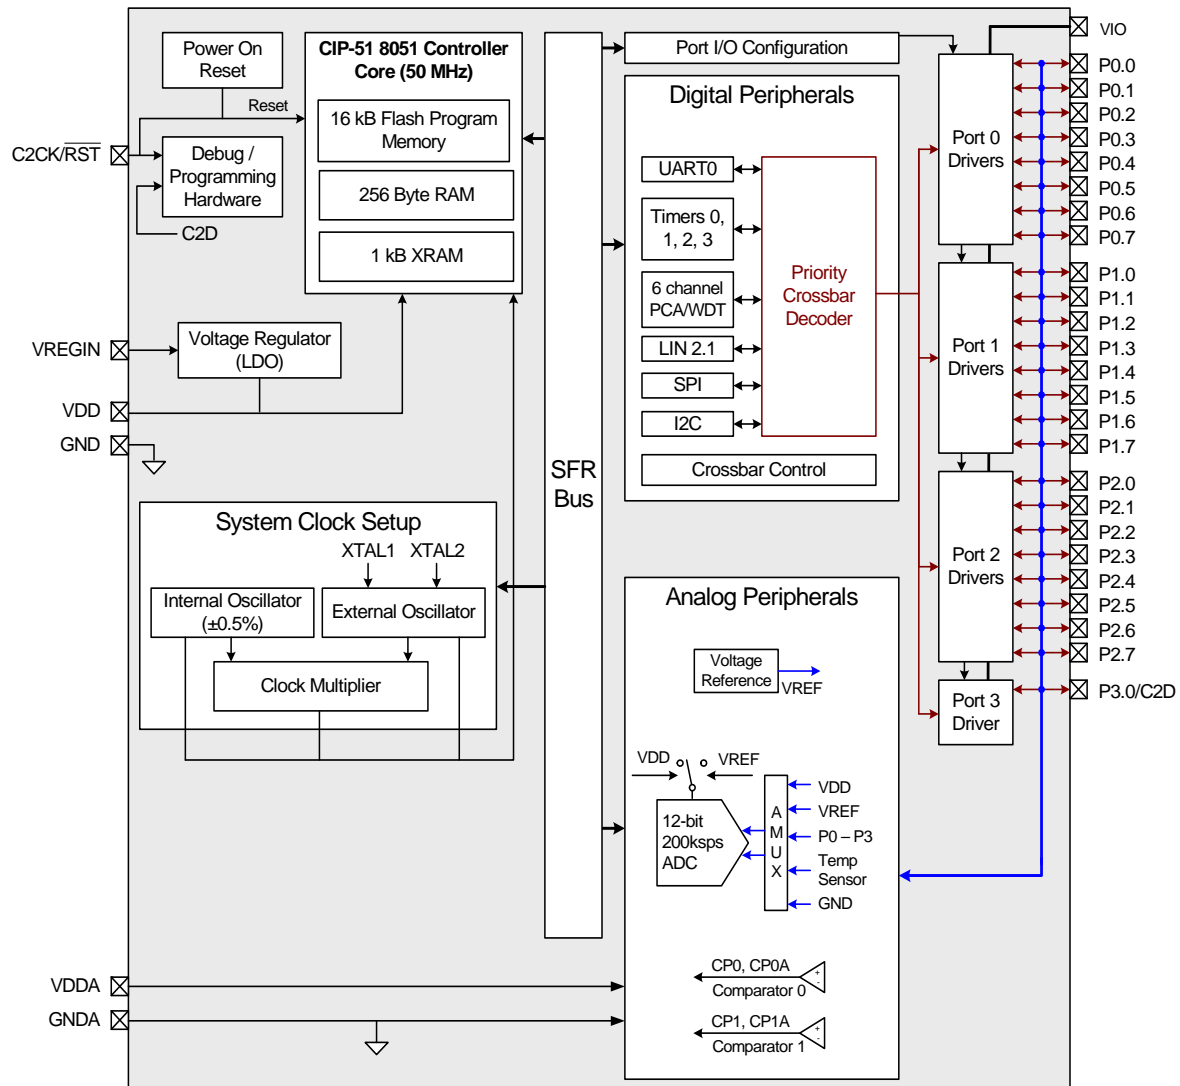 Power On
Reset
CIP-51 8051 Controller
Core (50 MHz)
16 kB Flash Program
Memory
256 Byte RAM
1 kB XRAM
Reset
C2CK/RST
Debug /
Programming
Hardware
C2D
VREGIN
Voltage Regulator
(LDO)
VDD
GND
System Clock Setup
XTAL1
XTAL2
Internal Oscillator
(±0.5%)
External Oscillator
Clock Multiplier
VDDA
GNDA
SFR
Bus
Port I/O Configuration
Digital Peripherals
UART0
Timers 0,
1, 2, 3
6 channel
PCA/WDT
LIN 2.1
SPI
I2C
Priority
Crossbar
Decoder
Crossbar Control
Analog Peripherals
Voltage
Reference
VREF
VDD
VREF
12-bit
200ksps
ADC
A
M
U
X
VDD
VREF
P0 – P3
Temp
Sensor
GND
CP0, CP0A
+
-
Comparator 0
CP1, CP1A
+
-
Comparator 1
Port 0
Drivers
Port 1
Drivers
Port 2
Drivers
Port 3
Driver
VIO
P0.0
P0.1
P0.2
P0.3
P0.4
P0.5
P0.6
P0.7
P1.0
P1.1
P1.2
P1.3
P1.4
P1.5
P1.6
P1.7
P2.0
P2.1
P2.2
P2.3
P2.4
P2.5
P2.6
P2.7
P3.0/C2D